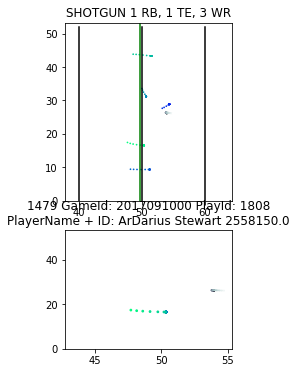 SHOTGUN 1 RB, 1 TE, 3 WR
50
40
30
20
10
0
40 50 60
1479 GameId: 2017091000 PlayId: 1808
PlayerName + ID: ArDarius Stewart 2558150.0
40
20
0
45 50 55